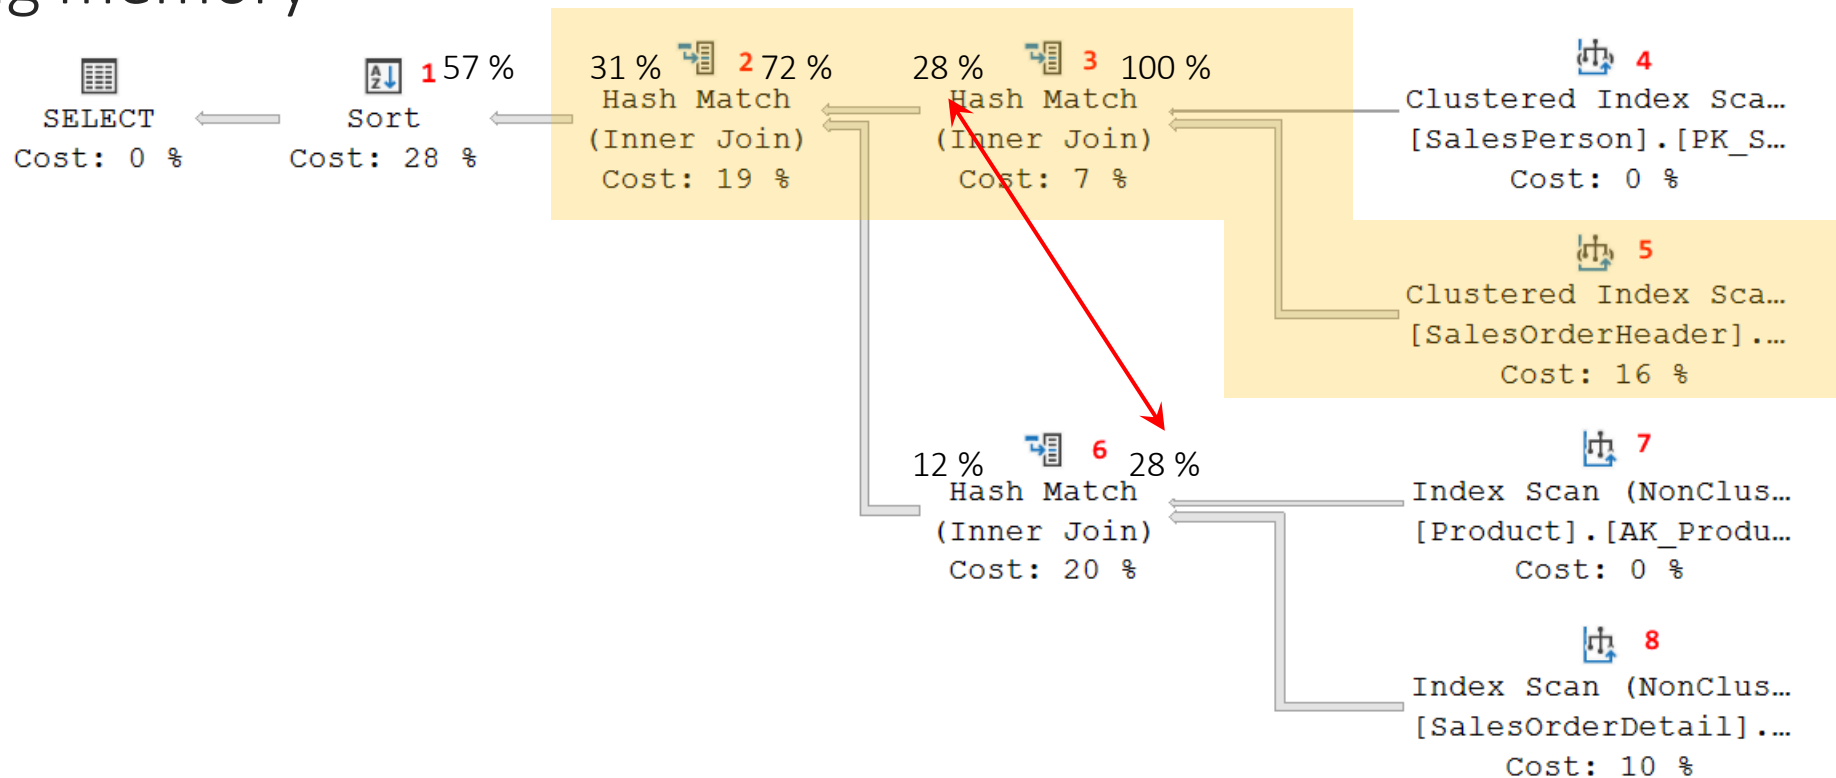 g memory
SELECT
Cost: 0 %
1 57 %
Sort
Cost: 28 %
31 % 2 72 %
Hash Match
(Inner Join)
Cost: 19 %
28 % 3 100 %
Hash Match
(Inner Join)
Cost: 7 %
4
Clustered Index Sca…
[SalesPerson].[PK_S…
Cost: 0 %
5
Clustered Index Sca…
[SalesOrderHeader].…
Cost: 16 %
12 % 6 28 %
Hash Match
(Inner Join)
Cost: 20 %
7
Index Scan (NonClus…
[Product].[AK_Produ…
Cost: 0 %
8
Index Scan (NonClus…
[SalesOrderDetail].…
Cost: 10 %